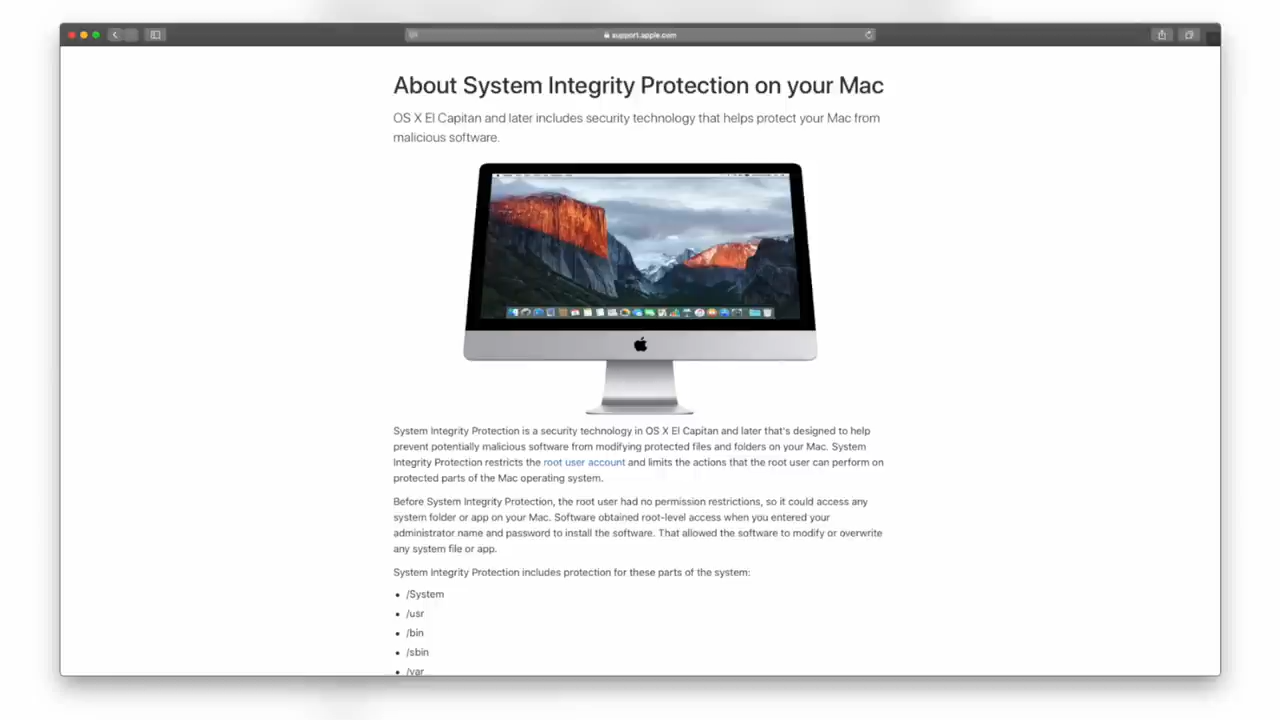 support.apple.com
About System Integrity Protection on your Mac
OS X El Capitan and later includes security technology that helps protect your Mac from
malicious software.
System Integrity Protection is a security technology in OS X El Capitan and later that's designed to help
prevent potentially malicious software from modifying protected files and folders on your Mac. System
Integrity Protection restricts the root user account and limits the actions that the root user can perform on
protected parts of the Mac operating system.
Before System Integrity Protection, the root user had no permission restrictions, so it could access any
system folder or app on your Mac. Software obtained root-level access when you entered your
administrator name and password to install the software. That allowed the software to modify or overwrite
any system file or app.
System Integrity Protection includes protection for these parts of the system:
• /System
• /usr
• /bin
• /sbin
• /var